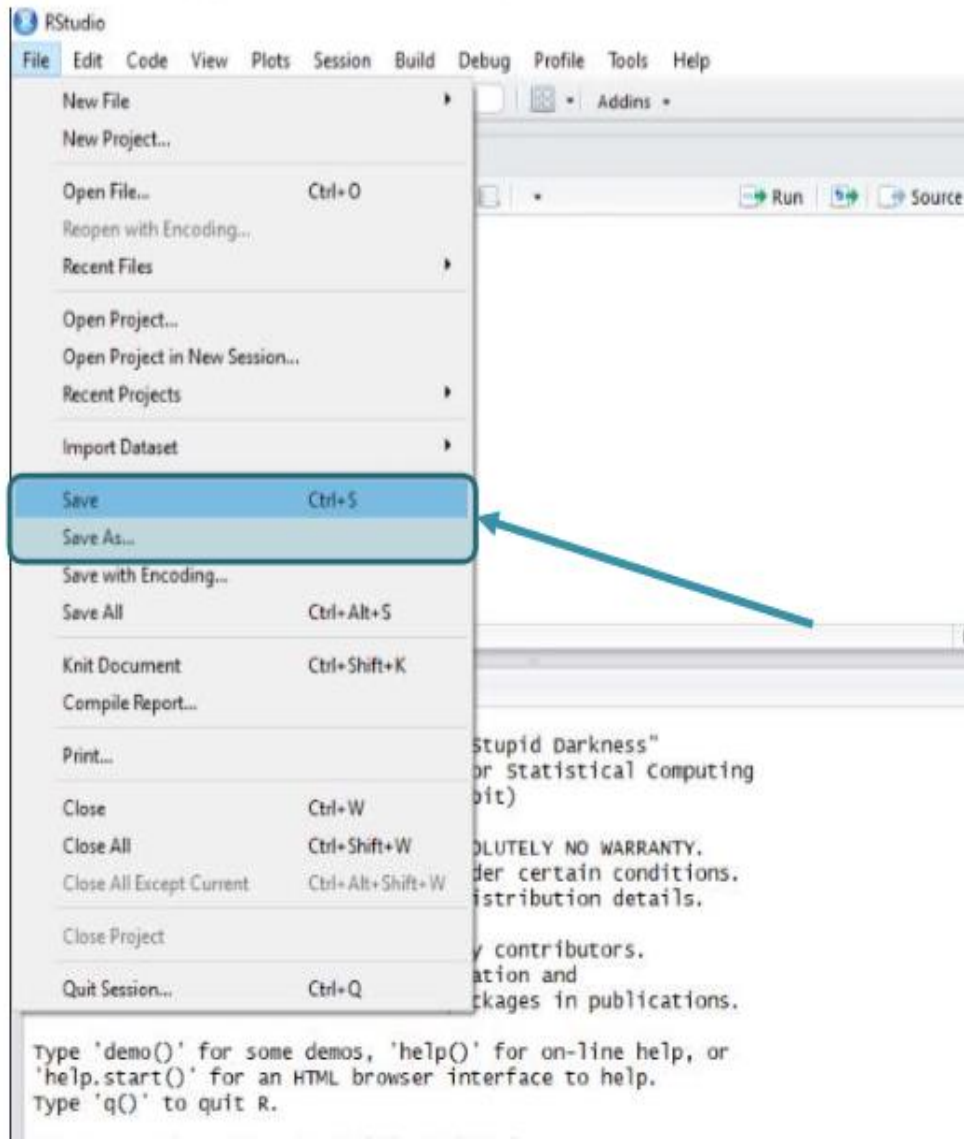 RStudio
File Edit Code View Plots Session Build Debug Profile Tools Help
Addins
New File
New Project...
Open File... Ctrl+O
Run Source
Reopen with Encoding...
Recent Files
Open Project...
Open Project in New Session...
Recent Projects
Import Dataset
Save Ctrl+S
Save As...
Save with Encoding...
Save All Ctrl+Alt+S
Knit Document Ctrl+Shift+K
Compile Report...
Print...
Close Ctrl+W
Close All Ctrl+Shift+W
Close All Except Current Ctrl+Alt+Shift+W
Close Project
Quit Session... Ctrl+Q
Stupid Darkness"
or Statistical Computing
bit)
OLUTELY NO WARRANTY.
der certain conditions.
istribution details.
y contributors.
ation and
ckages in publications.
Type 'demo()' for some demos, 'help()' for on-line help, or
'help.start()' for an HTML browser interface to help.
Type 'q()' to quit R.